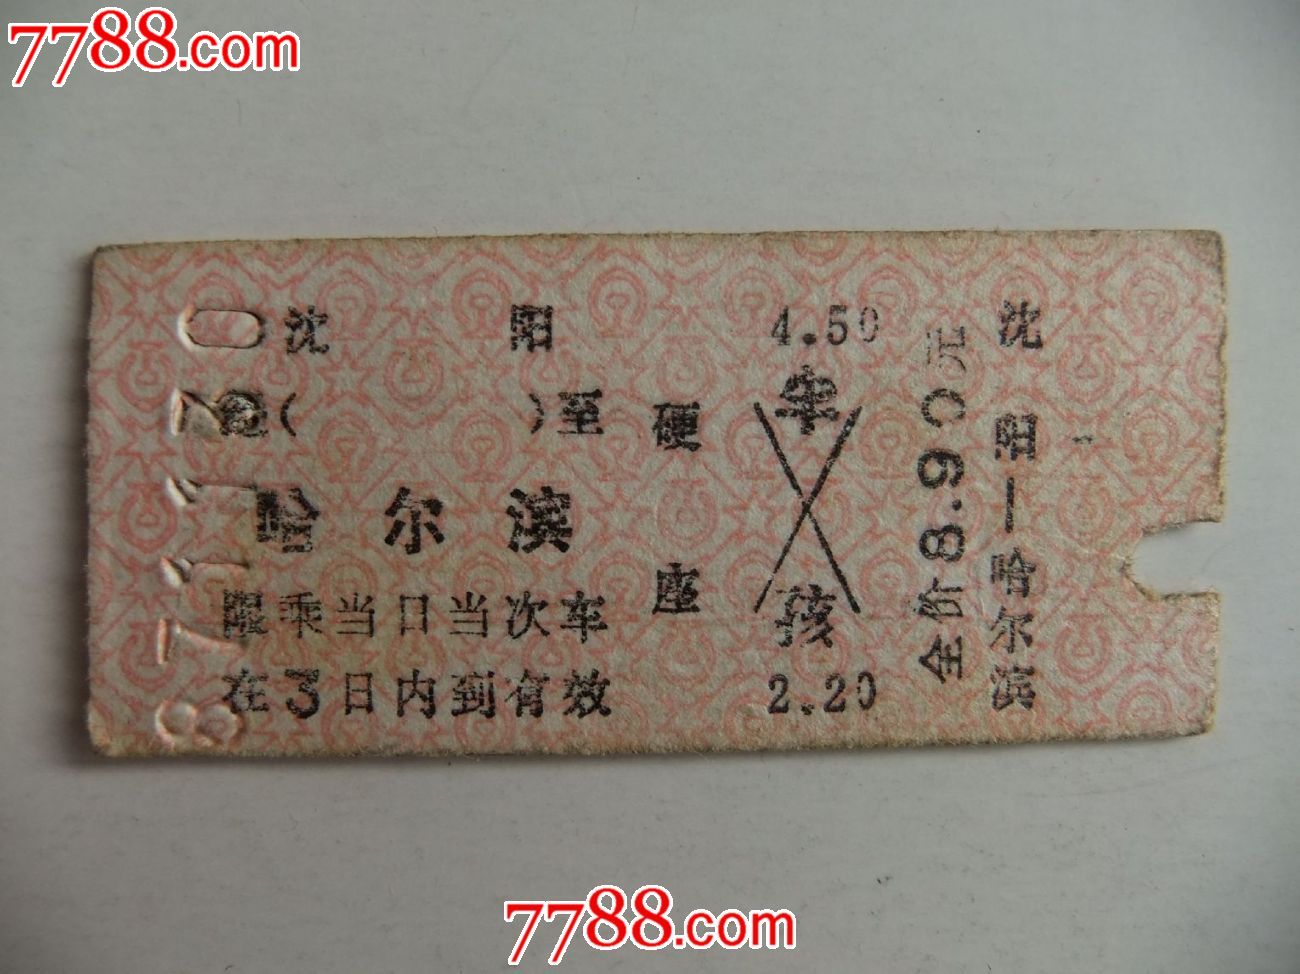 7788.com
沈阳
(　　)至
哈尔滨
限乘当日当次车
在3日内到有效
硬座
4.50
半
孩
2.20
全价8.90元
沈阳—哈尔滨
7788.com